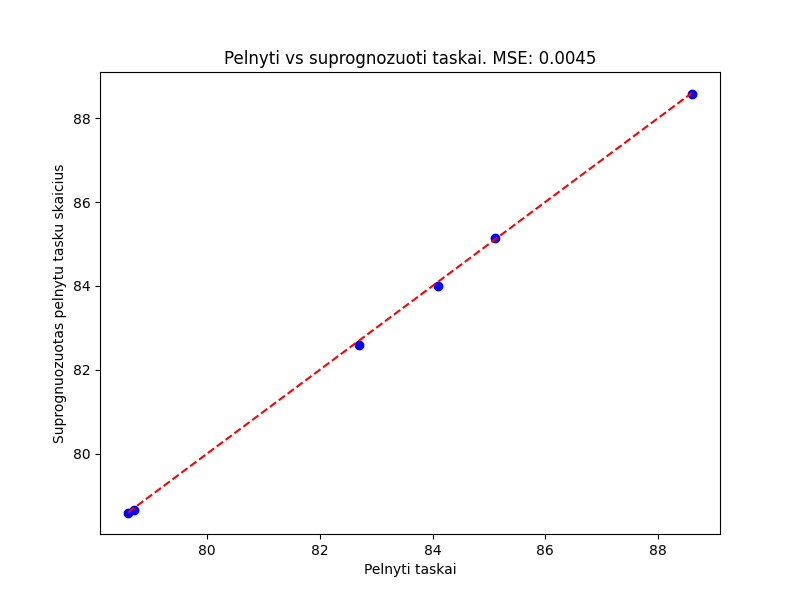 Pelnyti vs suprognozuoti taskai. MSE: 0.0045
Suprognuozuotas pelnytu tasku skaicius
88
86
84
82
80
80 82 84 86 88
Pelnyti taskai